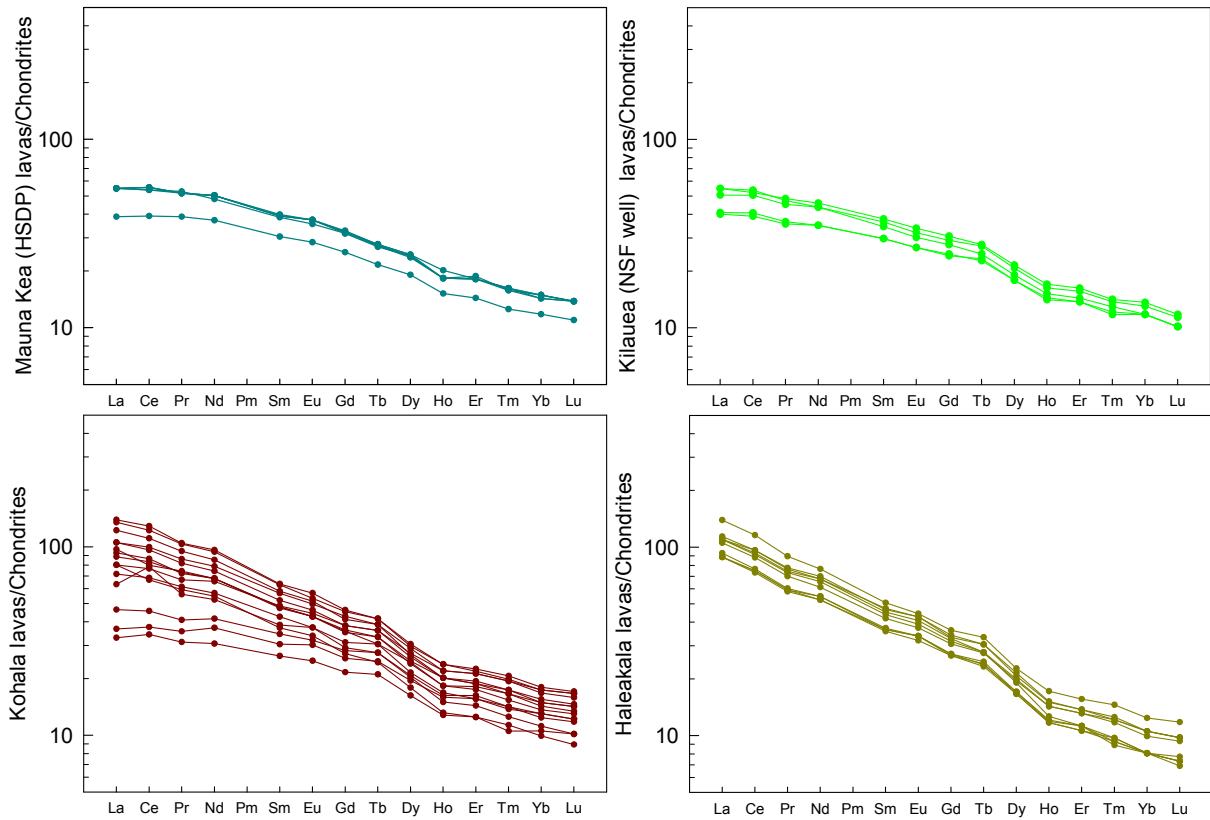 Mauna Kea (HSDP) lavas/Chondrites
100
10
La Ce Pr Nd Pm Sm Eu Gd Tb Dy Ho Er Tm Yb Lu
Kilauea (NSF well) lavas/Chondrites
100
10
La Ce Pr Nd Pm Sm Eu Gd Tb Dy Ho Er Tm Yb Lu
Kohala lavas/Chondrites
100
10
La Ce Pr Nd Pm Sm Eu Gd Tb Dy Ho Er Tm Yb Lu
Haleakala lavas/Chondrites
100
10
La Ce Pr Nd Pm Sm Eu Gd Tb Dy Ho Er Tm Yb Lu